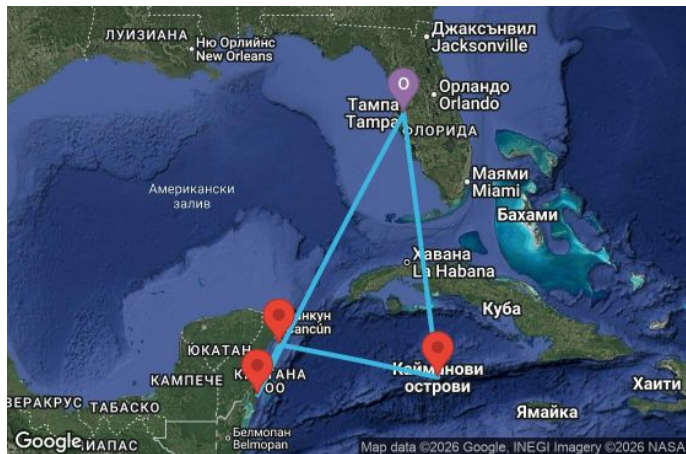 ЛУИЗИАНА
Ню Орлийнс
New Orleans
Джаксънвил
Jacksonville
O
Орландо
Orlando
Тампа
Tampa
ФЛОРИДА
Маями
Miami
Американски
залив
Бахами
Хавана
La Habana
Куба
Cancún
ЮКАТАН
КАМПЕЧЕ
Кайманови
острови
Хаити
ТАБАСКО
Ямайка
Белмопан
Belmopan
Google
Map data ©2026 Google, INEGI Imagery ©2026 NASA